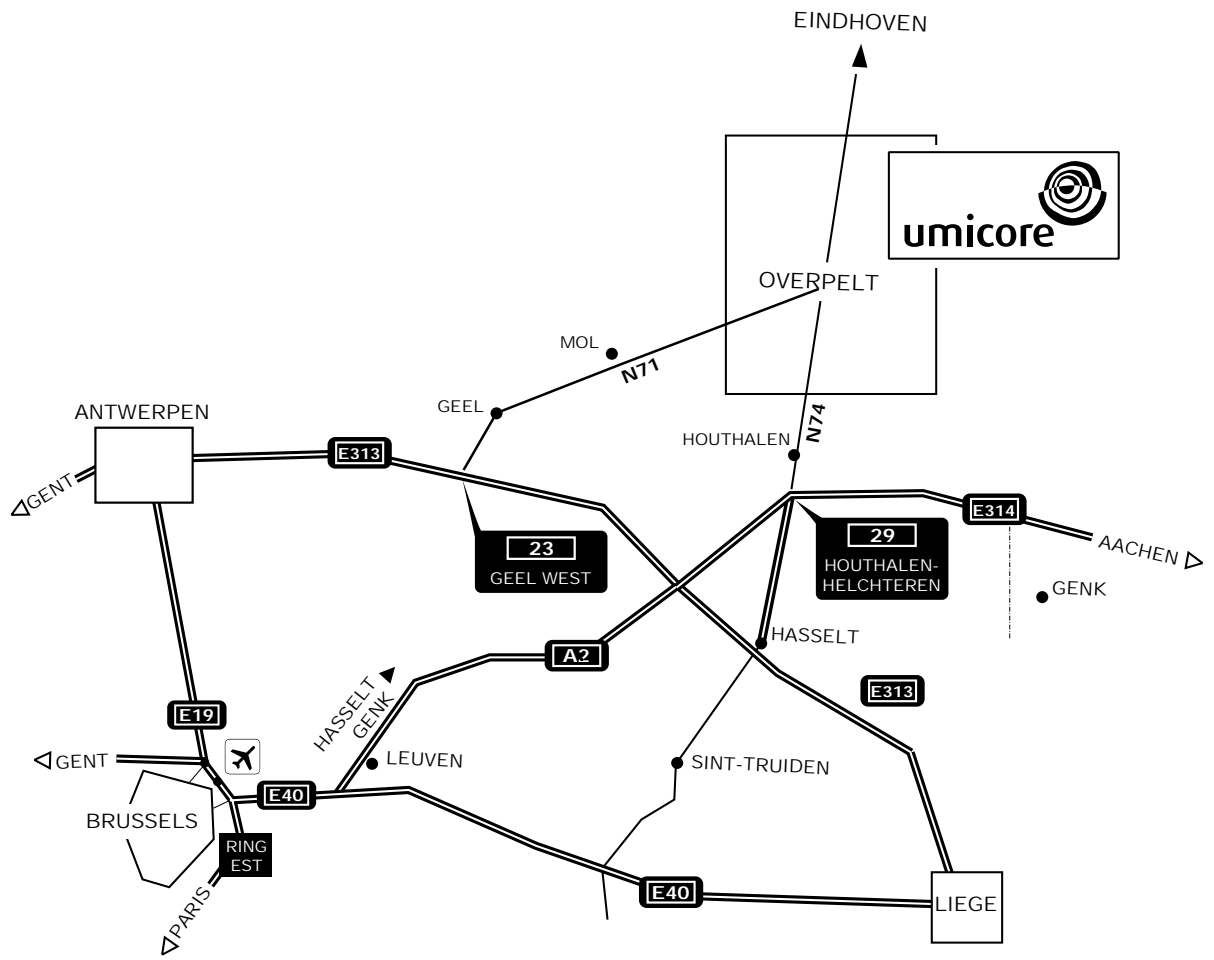 EINDHOVEN
umicore
OVERPELT
MOL
N71
GEEL
ANTWERPEN
N74
HOUTHALEN
E313
GENT
E314
23
GEEL WEST
29
HOUTHALEN-
HELCHTEREN
AACHEN
GENK
HASSELT
A2
E313
HASSELT
GENK
E19
GENT
LEUVEN
SINT-TRUIDEN
E40
BRUSSELS
RING
EST
PARIS
E40
LIEGE